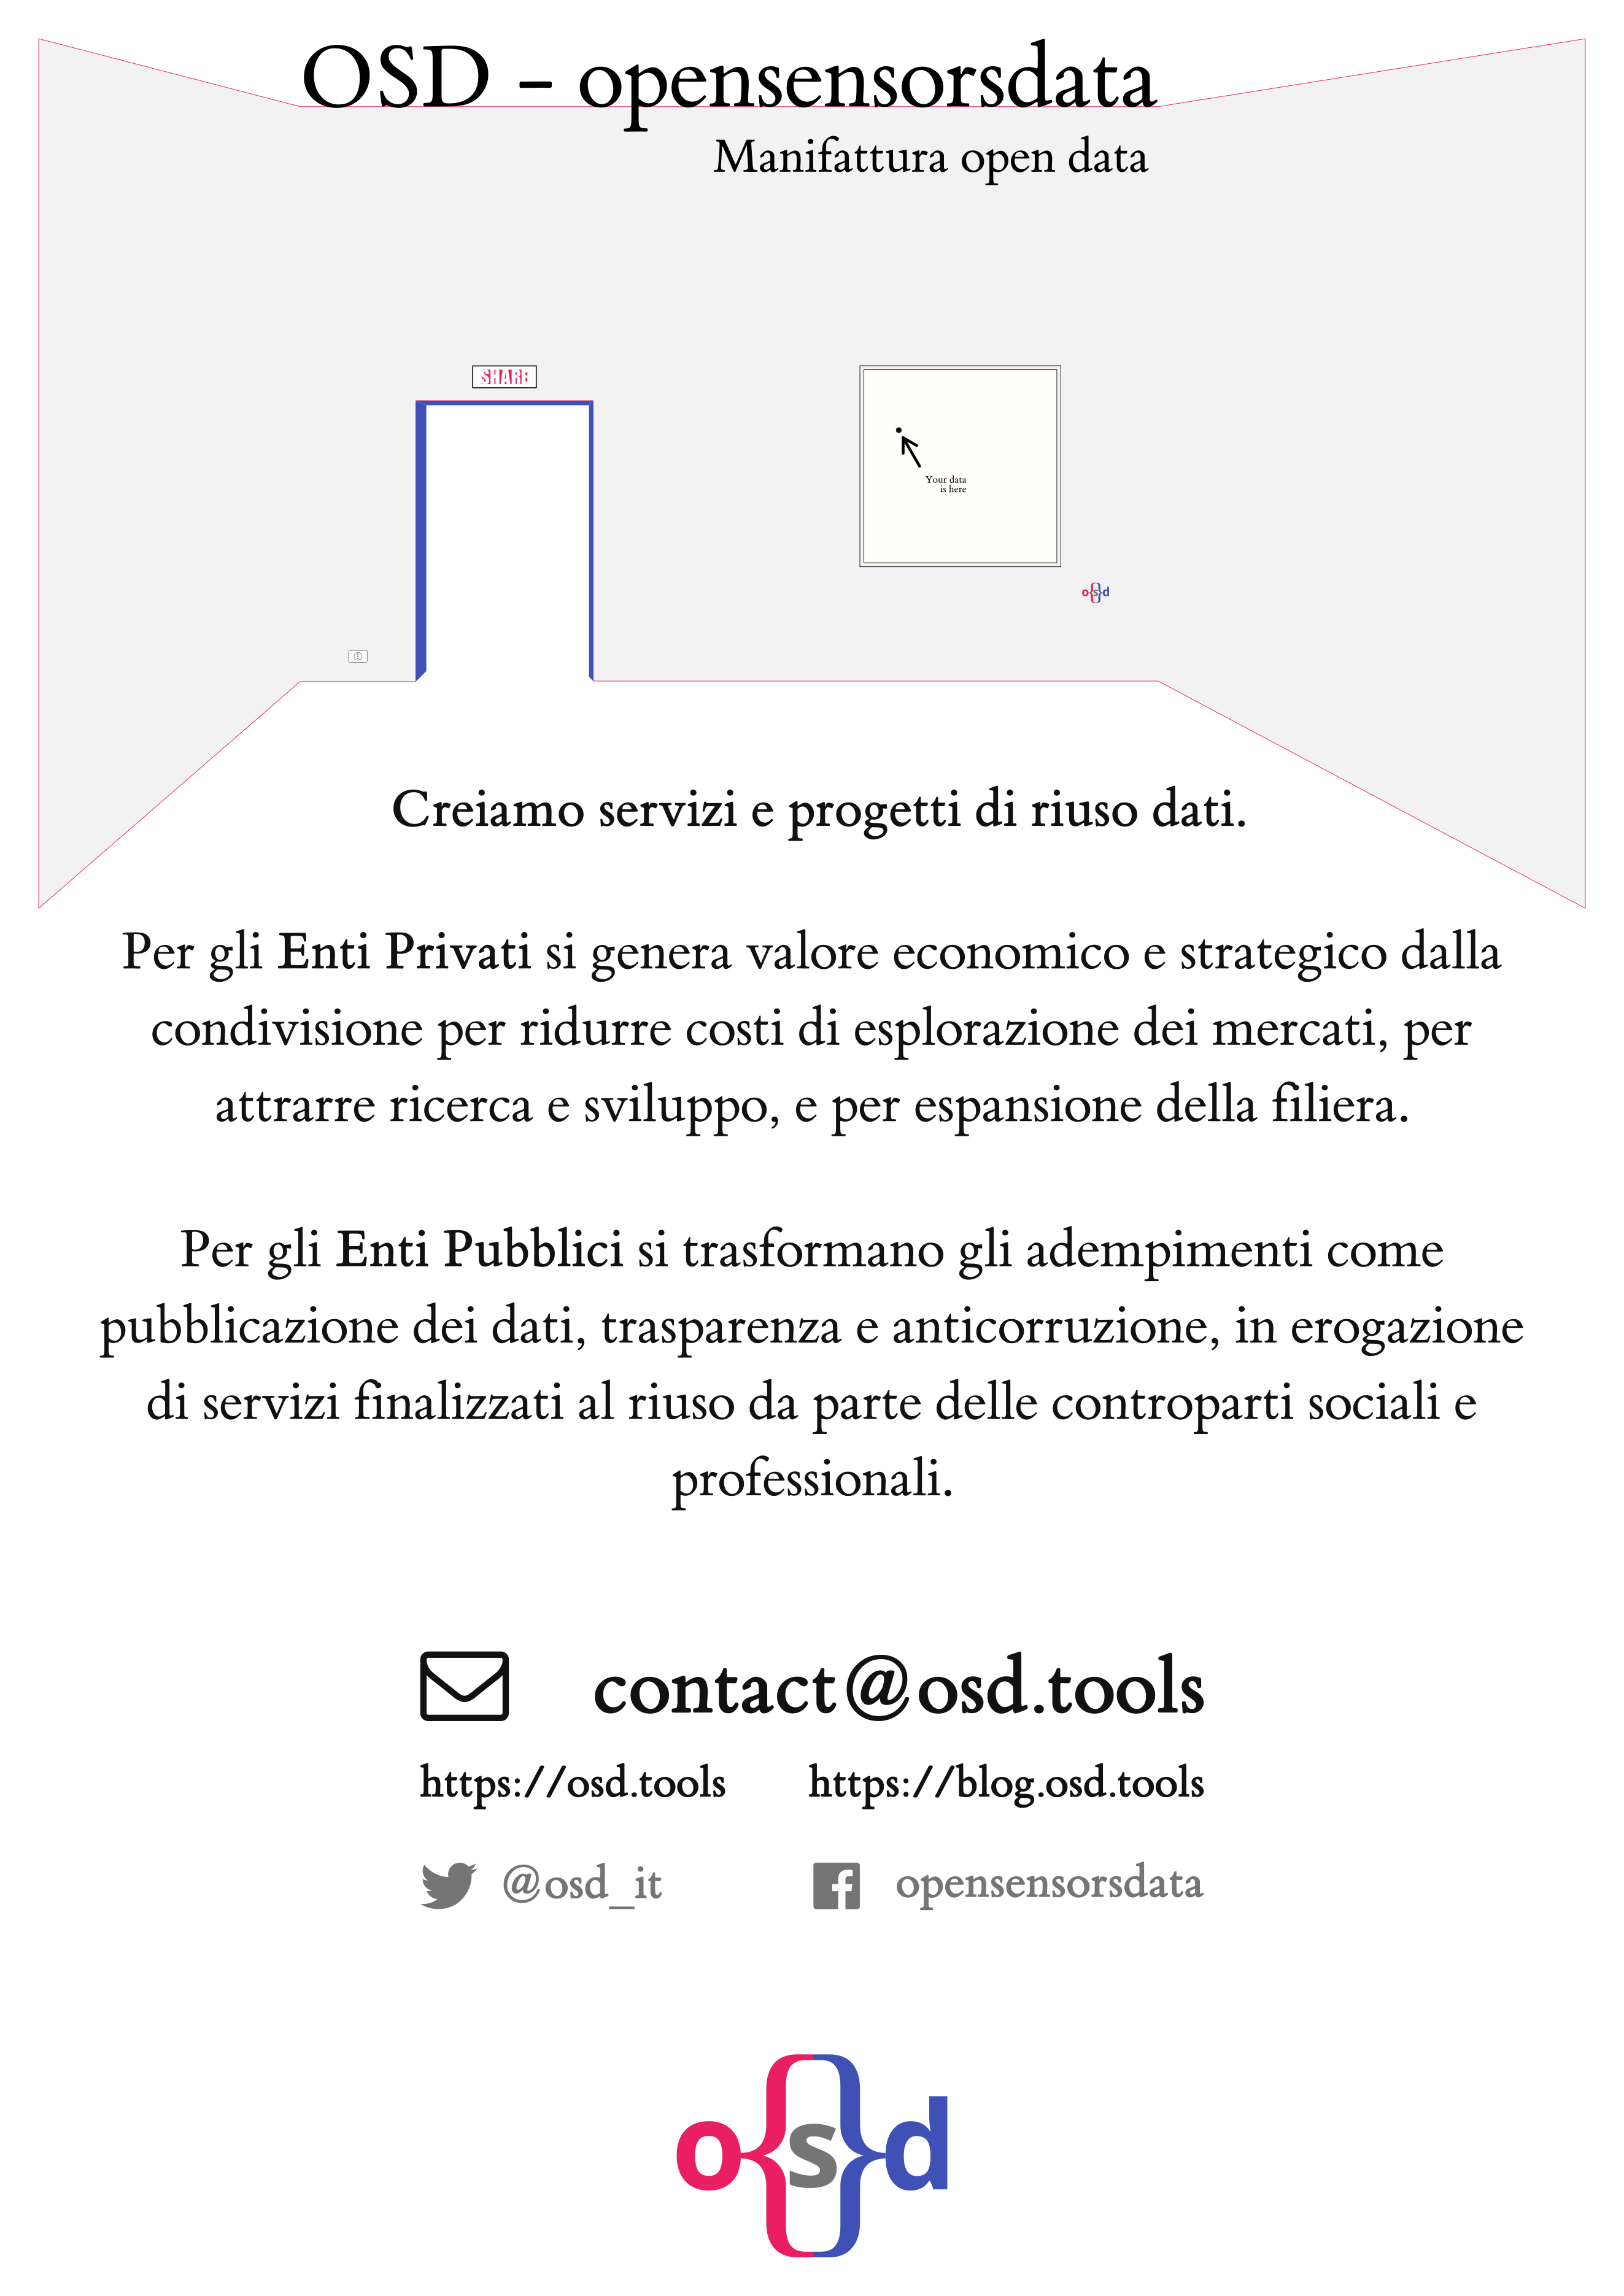 OSD - opensensorsdata
Manifattura open data
SHARE
Your data
is here
o{s}d
Creiamo servizi e progetti di riuso dati.
Per gli Enti Privati si genera valore economico e strategico dalla
condivisione per ridurre costi di esplorazione dei mercati, per
attrarre ricerca e sviluppo, e per espansione della filiera.
Per gli Enti Pubblici si trasformano gli adempimenti come
pubblicazione dei dati, trasparenza e anticorruzione, in erogazione
di servizi finalizzati al riuso da parte delle controparti sociali e
professionali.
contact@osd.tools
https://osd.tools https://blog.osd.tools
@osd_it opensensorsdata
o{s}d